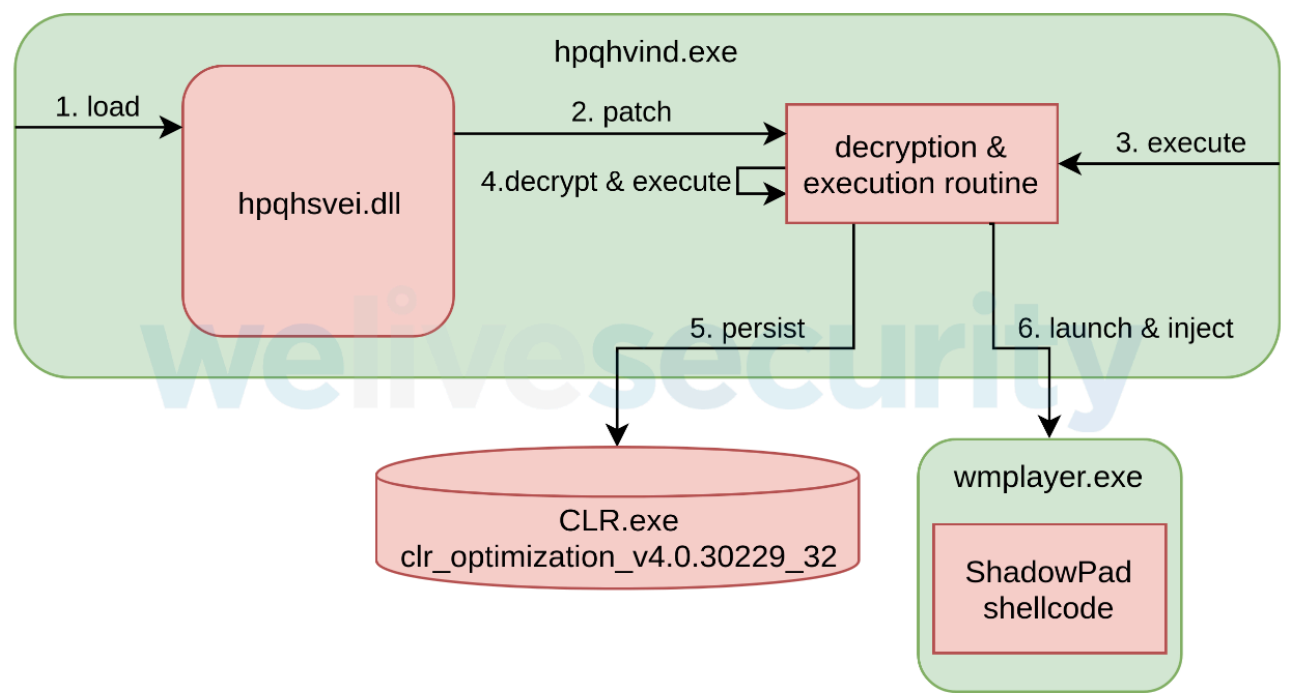 hpqhvind.exe
1. load
2. patch
3. execute
decryption &
execution routine
4.decrypt & execute
hpqhsvei.dll
5. persist
6. launch & inject
welivesecurity
CLR.exe
clr_optimization_v4.0.30229_32
wmplayer.exe
ShadowPad
shellcode